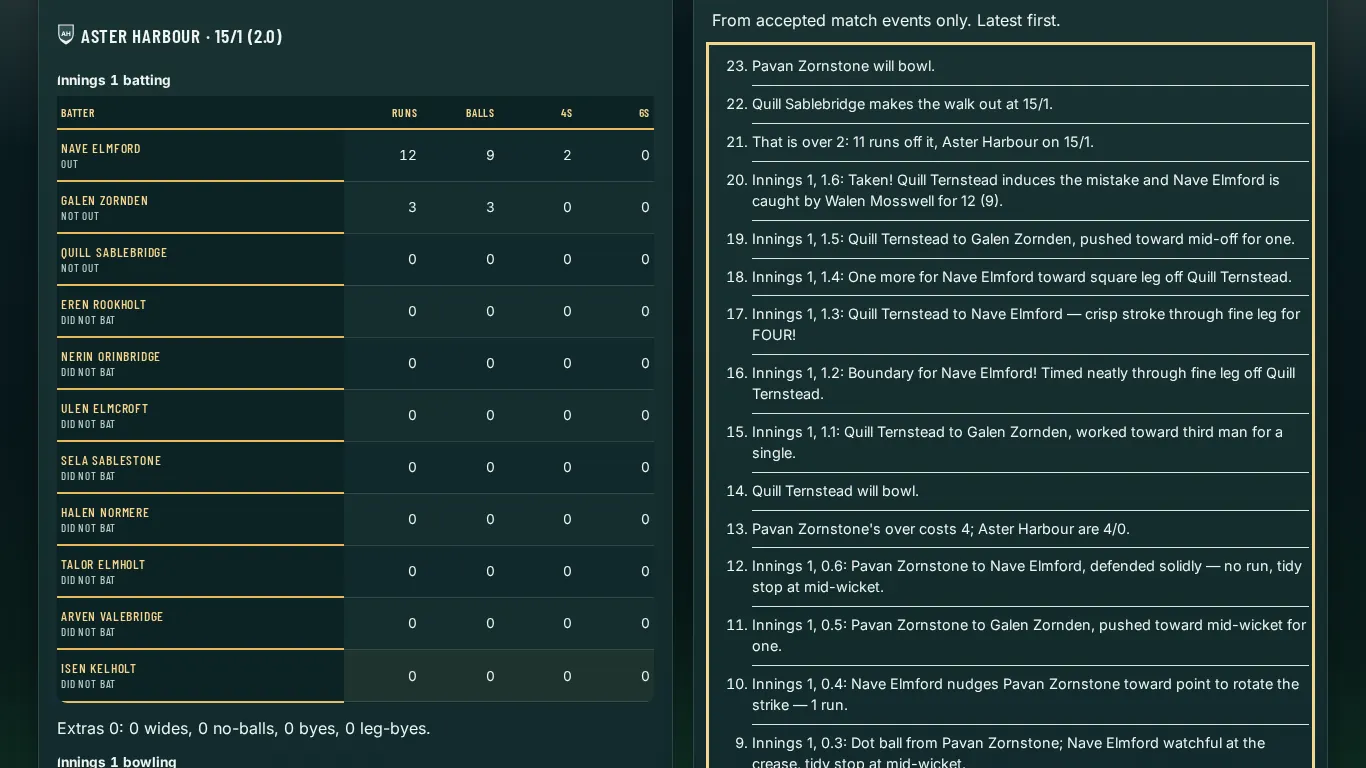 AH ASTER HARBOUR · 15/1 (2.0)
Innings 1 batting
BATTER RUNS BALLS 4S 6S
NAVE ELMFORD 12 9 2 0
OUT
GALEN ZORNDEN 3 3 0 0
NOT OUT
QUILL SABLEBRIDGE 0 0 0 0
NOT OUT
EREN ROOKHOLT 0 0 0 0
DID NOT BAT
NERIN ORINBRIDGE 0 0 0 0
DID NOT BAT
ULEN ELMCROFT 0 0 0 0
DID NOT BAT
SELA SABLESTONE 0 0 0 0
DID NOT BAT
HALEN NORMERE 0 0 0 0
DID NOT BAT
TALOR ELMHOLT 0 0 0 0
DID NOT BAT
ARVEN VALEBRIDGE 0 0 0 0
DID NOT BAT
ISEN KELHOLT 0 0 0 0
DID NOT BAT
Extras 0: 0 wides, 0 no-balls, 0 byes, 0 leg-byes.
Innings 1 bowling
From accepted match events only. Latest first.
23. Pavan Zornstone will bowl.
22. Quill Sablebridge makes the walk out at 15/1.
21. That is over 2: 11 runs off it, Aster Harbour on 15/1.
20. Innings 1, 1.6: Taken! Quill Ternstead induces the mistake and Nave Elmford is
caught by Walen Mosswell for 12 (9).
19. Innings 1, 1.5: Quill Ternstead to Galen Zornden, pushed toward mid-off for one.
18. Innings 1, 1.4: One more for Nave Elmford toward square leg off Quill Ternstead.
17. Innings 1, 1.3: Quill Ternstead to Nave Elmford — crisp stroke through fine leg for
FOUR!
16. Innings 1, 1.2: Boundary for Nave Elmford! Timed neatly through fine leg off Quill
Ternstead.
15. Innings 1, 1.1: Quill Ternstead to Galen Zornden, worked toward third man for a
single.
14. Quill Ternstead will bowl.
13. Pavan Zornstone's over costs 4; Aster Harbour are 4/0.
12. Innings 1, 0.6: Pavan Zornstone to Nave Elmford, defended solidly — no run, tidy
stop at mid-wicket.
11. Innings 1, 0.5: Pavan Zornstone to Galen Zornden, pushed toward mid-wicket for
one.
10. Innings 1, 0.4: Nave Elmford nudges Pavan Zornstone toward point to rotate the
strike — 1 run.
9. Innings 1, 0.3: Dot ball from Pavan Zornstone; Nave Elmford watchful at the
crease, tidy stop at mid-wicket.